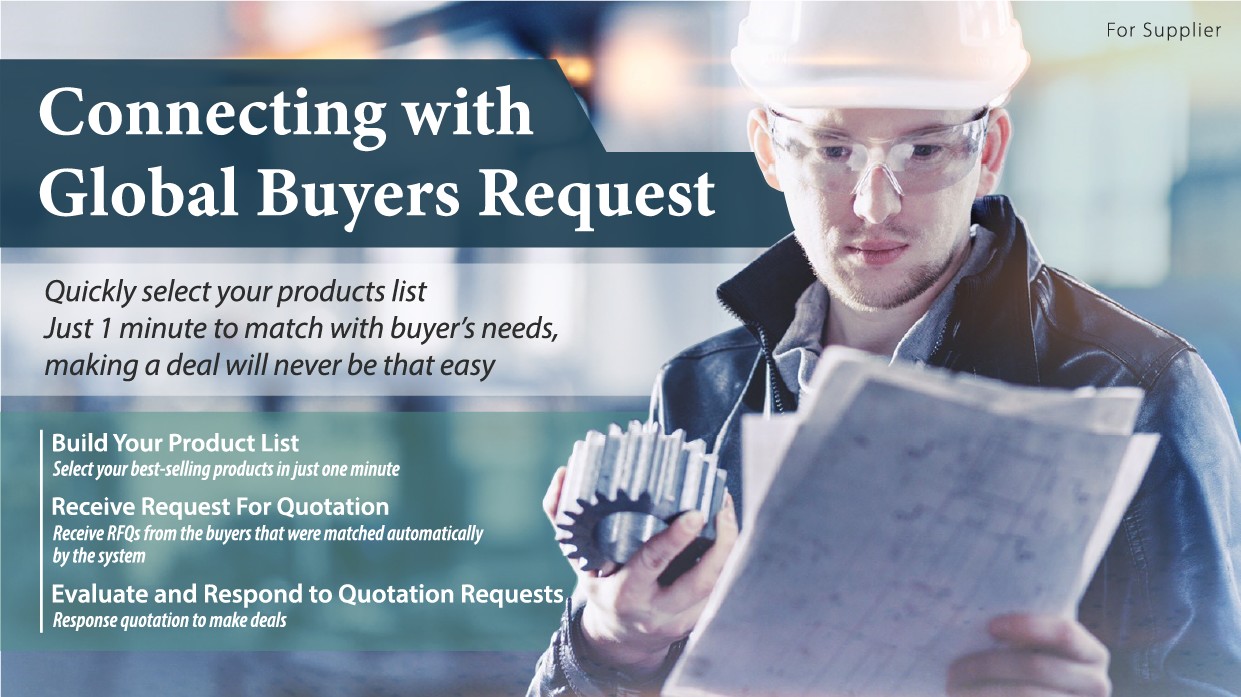 For Supplier
Connecting with
Global Buyers Request
Quickly select your products list
Just 1 minute to match with buyer's needs,
making a deal will never be that easy
Build Your Product List
Select your best-selling products in just one minute
Receive Request For Quotation
Receive RFQs from the buyers that were matched automatically
by the system
Evaluate and Respond to Quotation Requests
Response quotation to make deals